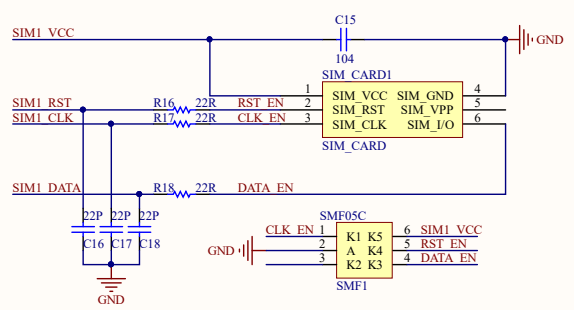 C15
SIM1_VCC
GND
104
SIM_CARD1
1 SIM_VCC SIM_GND 4
SIM1_RST R16 22R RST_EN 2 SIM_RST SIM_VPP 5
SIM1_CLK R17 22R CLK_EN 3 SIM_CLK SIM_I/O 6
SIM_CARD
SIM1_DATA R18 22R DATA_EN
22P 22P 22P
SMF05C
CLK_EN 1 K1 K5 6 SIM1_VCC
C16 C17 C18
GND 2 A K4 5 RST_EN
3 K2 K3 4 DATA_EN
SMF1
GND